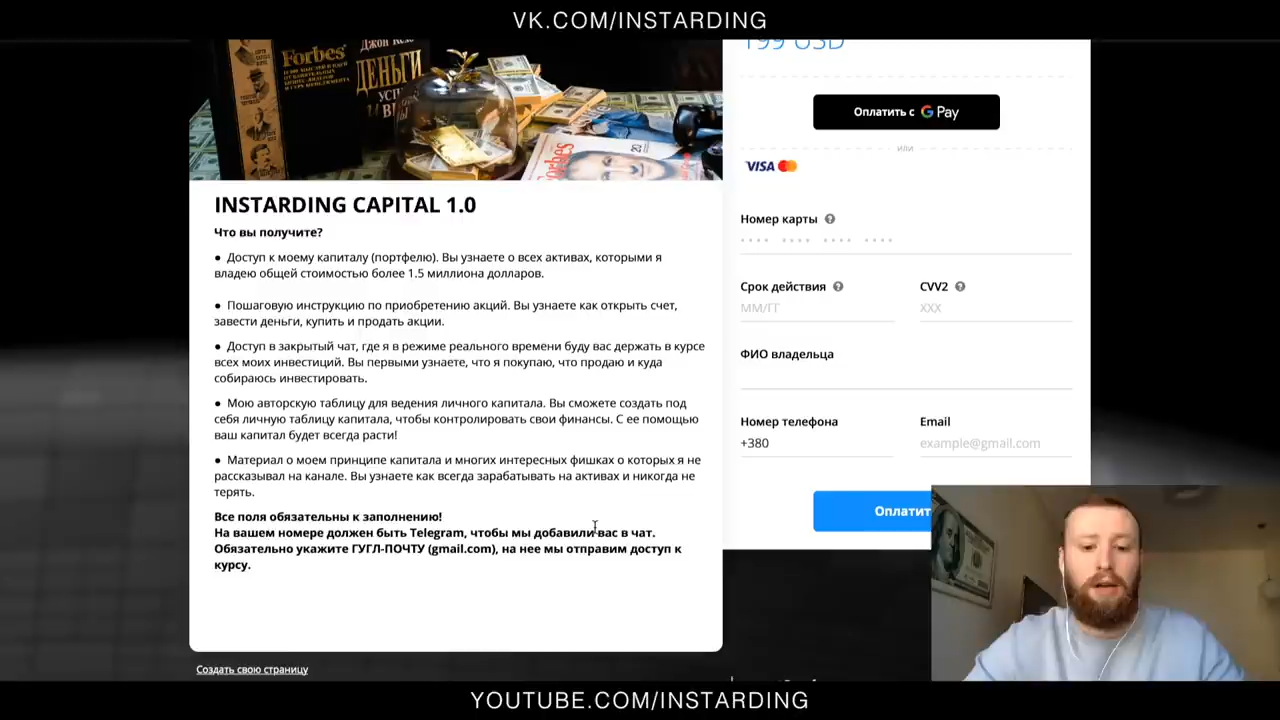 VK.COM/INSTARDING
Forbes
ДЕНЬГИ
Forbes
199 USD
Оплатить с G Pay
или
VISA
INSTARDING CAPITAL 1.0
Что вы получите?
● Доступ к моему капиталу (портфелю). Вы узнаете о всех активах, которыми я
владею общей стоимостью более 1.5 миллиона долларов.
● Пошаговую инструкцию по приобретению акций. Вы узнаете как открыть счет,
завести деньги, купить и продать акции.
● Доступ в закрытый чат, где я в режиме реального времени буду вас держать в курсе
всех моих инвестиций. Вы первыми узнаете, что я покупаю, что продаю и куда
собираюсь инвестировать.
● Мою авторскую таблицу для ведения личного капитала. Вы сможете создать под
себя личную таблицу капитала, чтобы контролировать свои финансы. С ее помощью
ваш капитал будет всегда расти!
● Материал о моем принципе капитала и многих интересных фишках о которых я не
рассказывал на канале. Вы узнаете как всегда зарабатывать на активах и никогда не
терять.
Все поля обязательны к заполнению!
На вашем номере должен быть Telegram, чтобы мы добавили вас в чат.
Обязательно укажите ГУГЛ-ПОЧТУ (gmail.com), на нее мы отправим доступ к
курсу.
Номер карты
Срок действия CVV2
ММ/ГГ XXX
ФИО владельца
Номер телефона Email
+380 example@gmail.com
Оплатит
Создать свою страницу
YOUTUBE.COM/INSTARDING